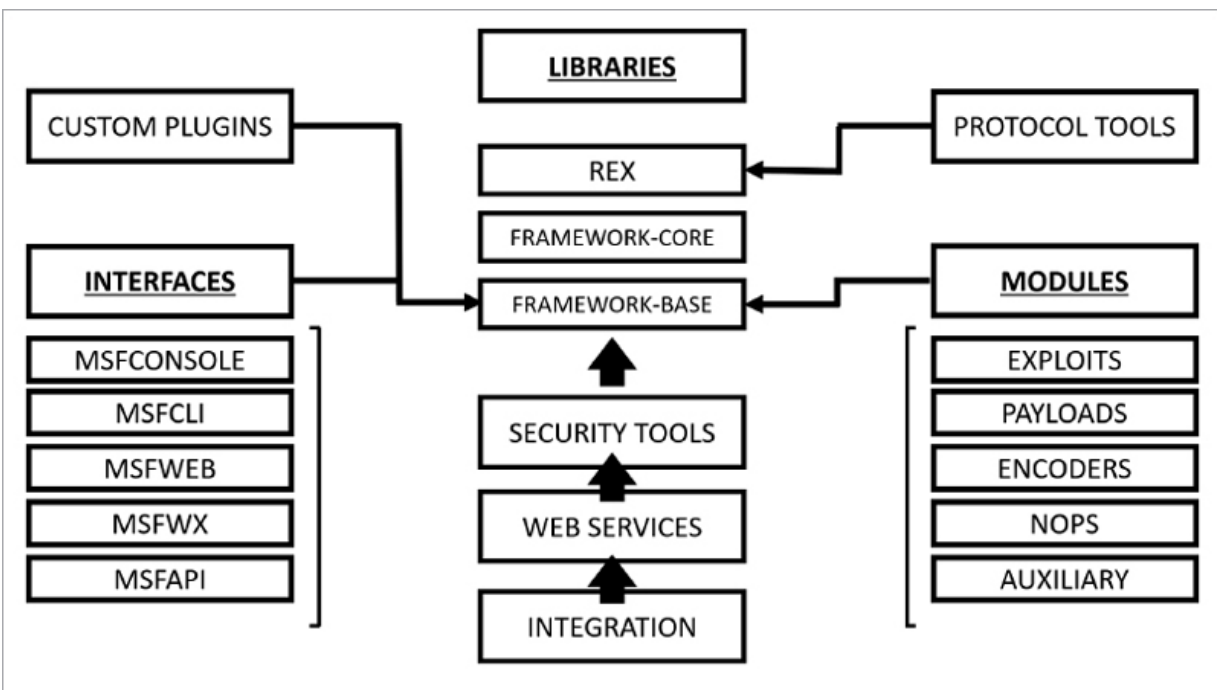 LIBRARIES
CUSTOM PLUGINS
PROTOCOL TOOLS
REX
FRAMEWORK-CORE
INTERFACES
FRAMEWORK-BASE
MODULES
MSFCONSOLE
EXPLOITS
MSFCLI
SECURITY TOOLS
PAYLOADS
MSFWEB
ENCODERS
MSFWX
WEB SERVICES
NOPS
MSFAPI
AUXILIARY
INTEGRATION